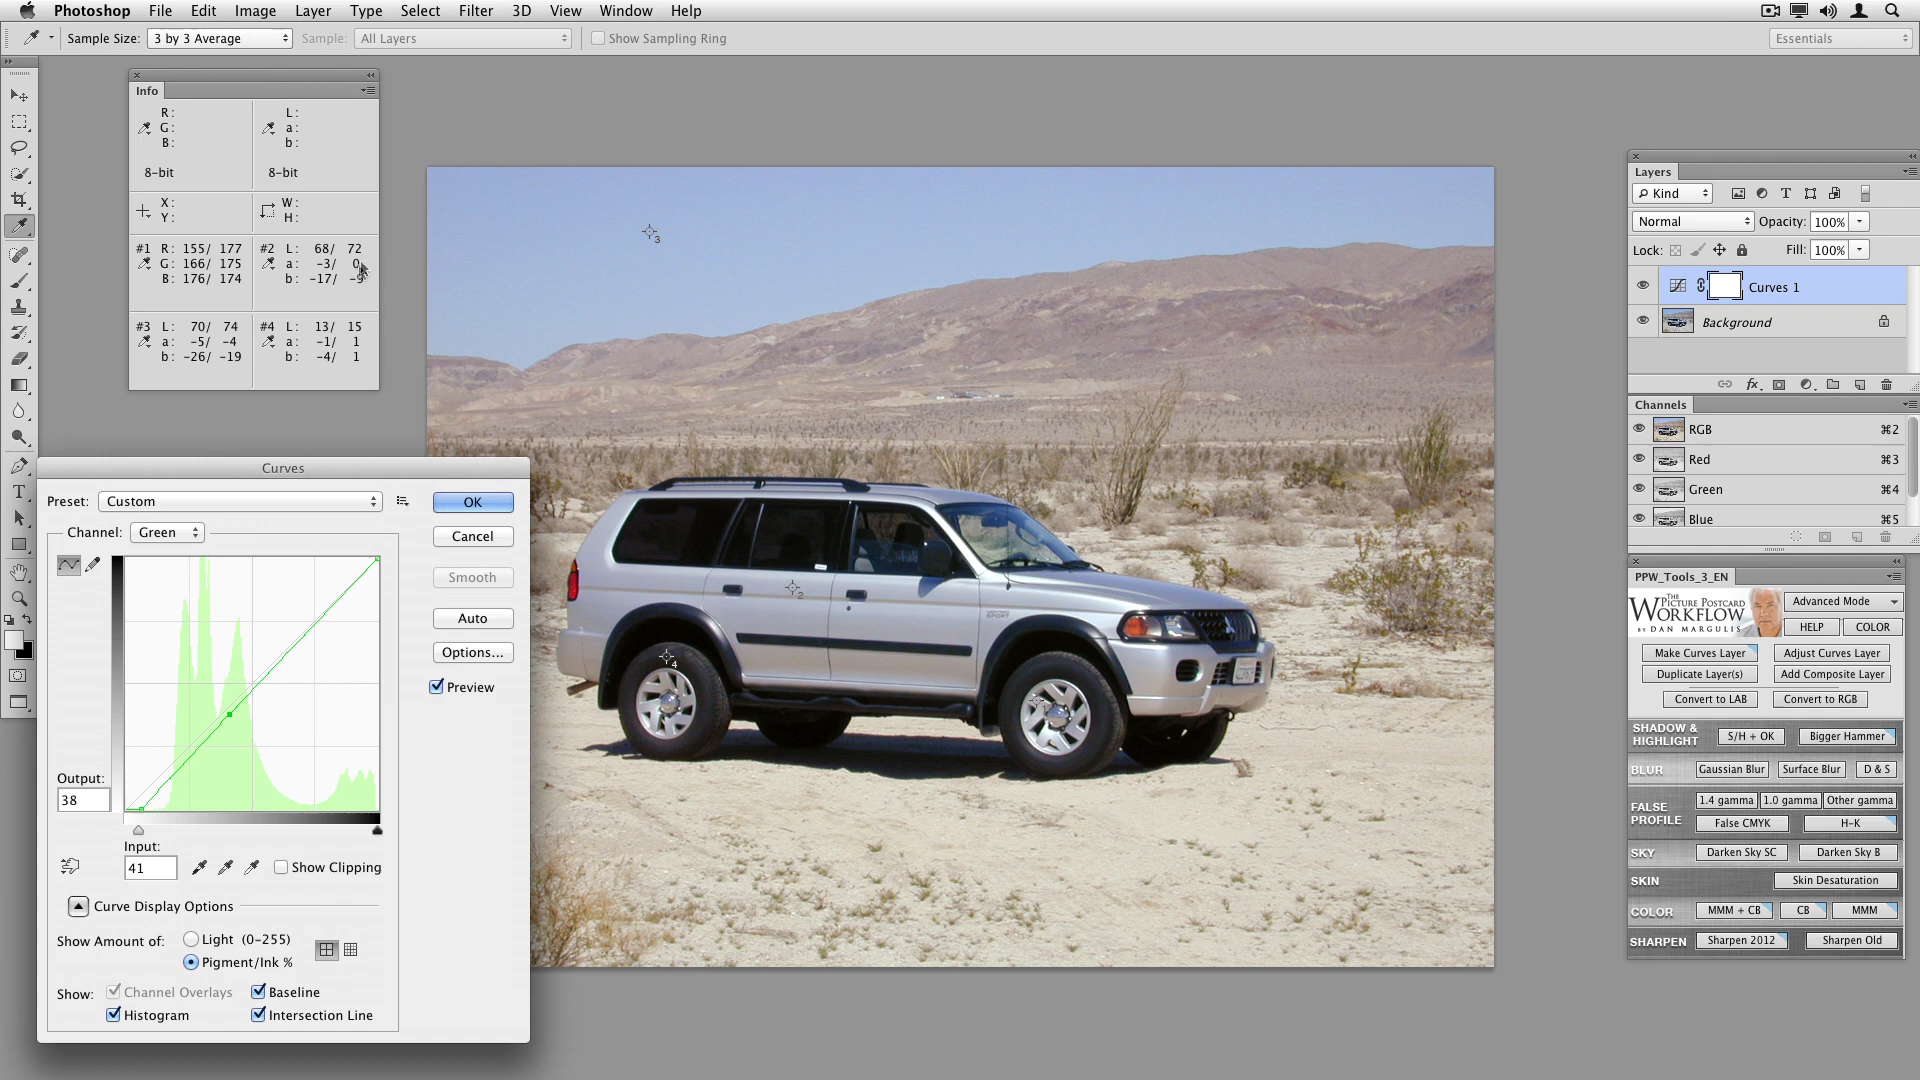 Photoshop File Edit Image Layer Type Select Filter 3D View Window Help
Sample Size: 3 by 3 Average Sample: All Layers Show Sampling Ring Essentials
Info
R: L:
G: a:
B: b:
8-bit 8-bit
X: W:
Y: H:
#1 R: 155/ 177 #2 L: 68/ 72
G: 166/ 175 a: -3/ 0
B: 176/ 174 b: -17/ -9
#3 L: 70/ 74 #4 L: 13/ 15
a: -5/ -4 a: -1/ 1
b: -26/ -19 b: -4/ 1
3
2
4
SPORT
Curves
Preset: Custom
OK
Channel: Green
Cancel
Smooth
Auto
Options...
Preview
Output:
38
Input:
41
Show Clipping
Curve Display Options
Show Amount of: Light (0-255)
Pigment/Ink %
Show: Channel Overlays Baseline
Histogram Intersection Line
Layers
Kind
Normal Opacity: 100%
Lock: Fill: 100%
Curves 1
Background
fx
Channels
RGB ⌘2
Red ⌘3
Green ⌘4
Blue ⌘5
PPW_Tools_3_EN
THE PICTURE POSTCARD
WORKFLOW
BY DAN MARGULIS
Advanced Mode
HELP COLOR
Make Curves Layer Adjust Curves Layer
Duplicate Layer(s) Add Composite Layer
Convert to LAB Convert to RGB
SHADOW & HIGHLIGHT S/H + OK Bigger Hammer
BLUR Gaussian Blur Surface Blur D & S
FALSE PROFILE 1.4 gamma 1.0 gamma Other gamma
False CMYK H-K
SKY Darken Sky SC Darken Sky B
SKIN Skin Desaturation
COLOR MMM + CB CB MMM
SHARPEN Sharpen 2012 Sharpen Old